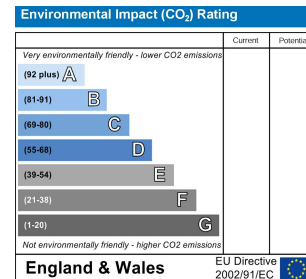 Environmental Impact (CO₂) Rating
Current Potentia
Very environmentally friendly - lower CO2 emissions
(92 plus) A
(81-91) B
(69-80) C
(55-68) D
(39-54) E
(21-38) F
(1-20) G
Not environmentally friendly - higher CO2 emissions
England & Wales
EU Directive
2002/91/EC